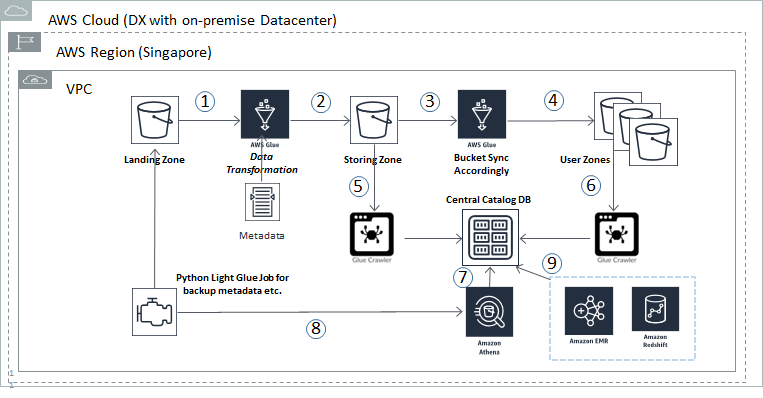 AWS Cloud (DX with on-premise Datacenter)
AWS Region (Singapore)
VPC
1
2
3
4
AWS Glue
AWS Glue
Landing Zone
Data
Transformation
Storing Zone
Bucket Sync
Accordingly
User Zones
5
6
Central Catalog DB
Metadata
Glue Crawler
Glue Crawler
7
9
Python Light Glue Job for
backup metadata etc.
8
Amazon
Athena
Amazon EMR
Amazon
Redshift
1
1